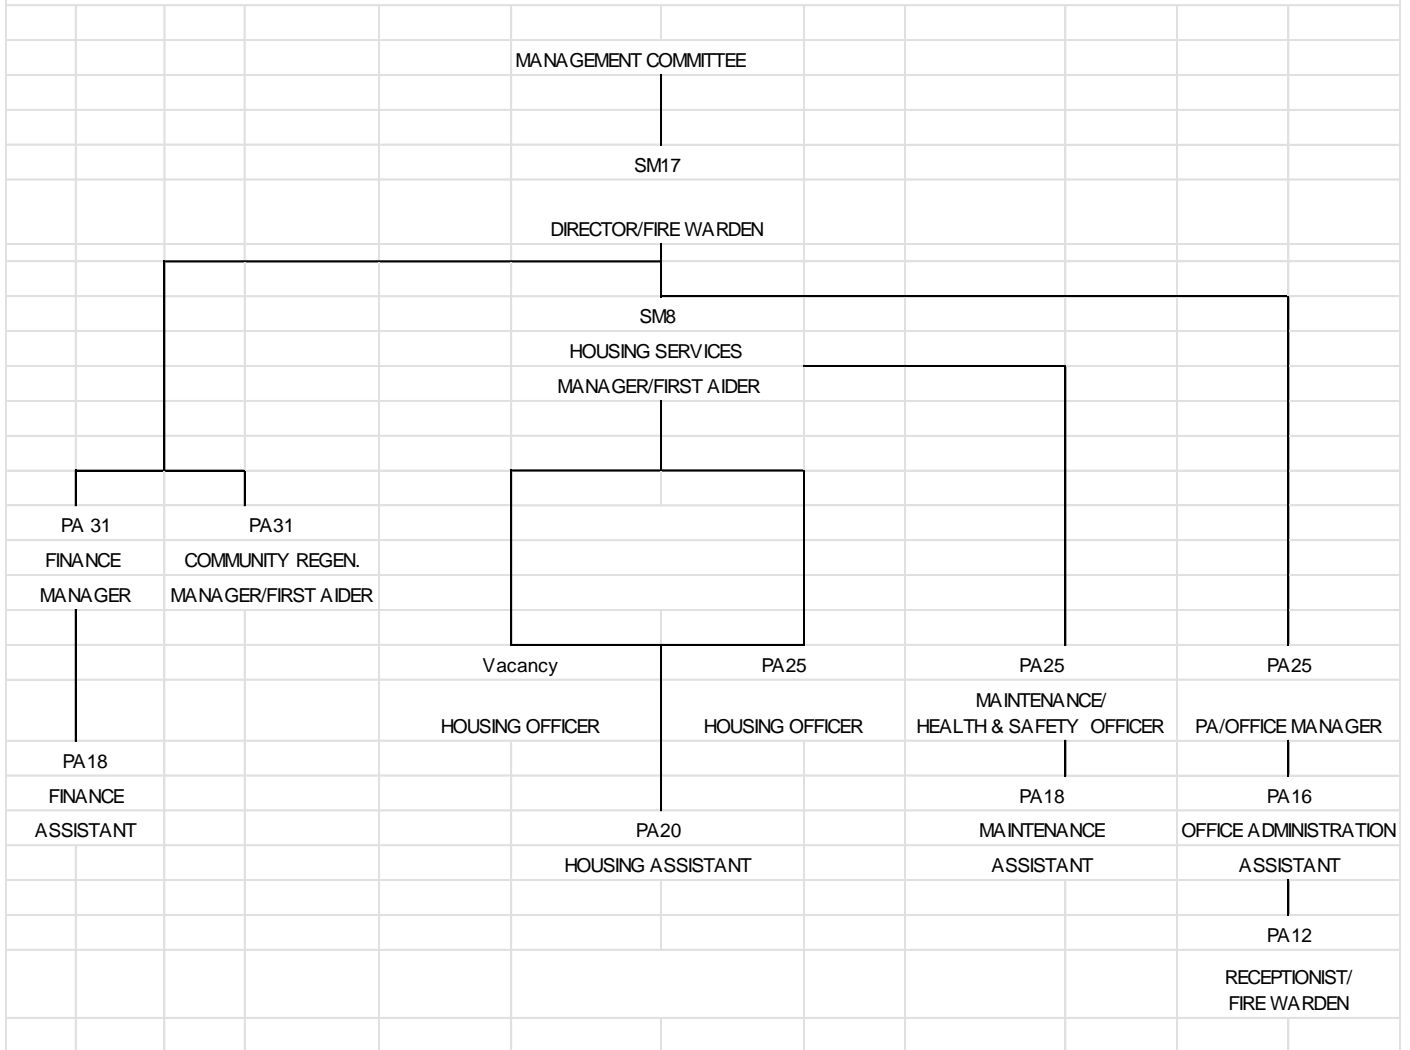 MANAGEMENT COMMITTEE
SM17
DIRECTOR/FIRE WARDEN
SM8
HOUSING SERVICES
MANAGER/FIRST AIDER
PA 31
FINANCE
MANAGER
PA31
COMMUNITY REGEN.
MANAGER/FIRST AIDER
Vacancy
HOUSING OFFICER
PA25
HOUSING OFFICER
PA25
MAINTENANCE/
HEALTH & SAFETY OFFICER
PA25
PA/OFFICE MANAGER
PA18
FINANCE
ASSISTANT
PA20
HOUSING ASSISTANT
PA18
MAINTENANCE
ASSISTANT
PA16
OFFICE ADMINISTRATION
ASSISTANT
PA12
RECEPTIONIST/
FIRE WARDEN